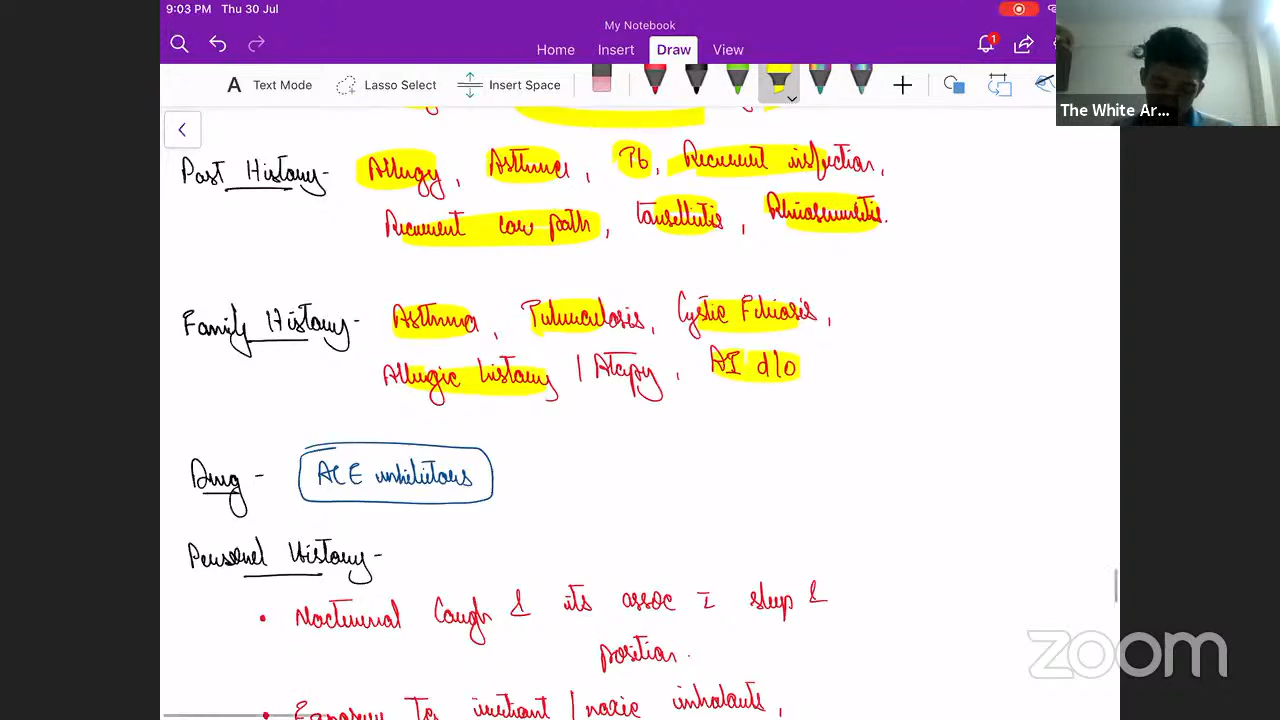 9:03 PM Thu 30 Jul
My Notebook
Home Insert Draw View
1
Text Mode Lasso Select Insert Space
The White Ar...
Past History- Allergy, Asthma, Tb, Recurrent infection,
Recurrent low path, tonsellitis, Rhinosinusitis.
Family History- Asthma, Tuberculosis, Cystic Fibrosis,
Allergic history / Atopy, AI d/o
Drug - ACE inhibitors
Personal History-
• Nocturnal Cough & its assoc c sleep &
position.
• Exposure to irritant / noxic inhalants,
zoom